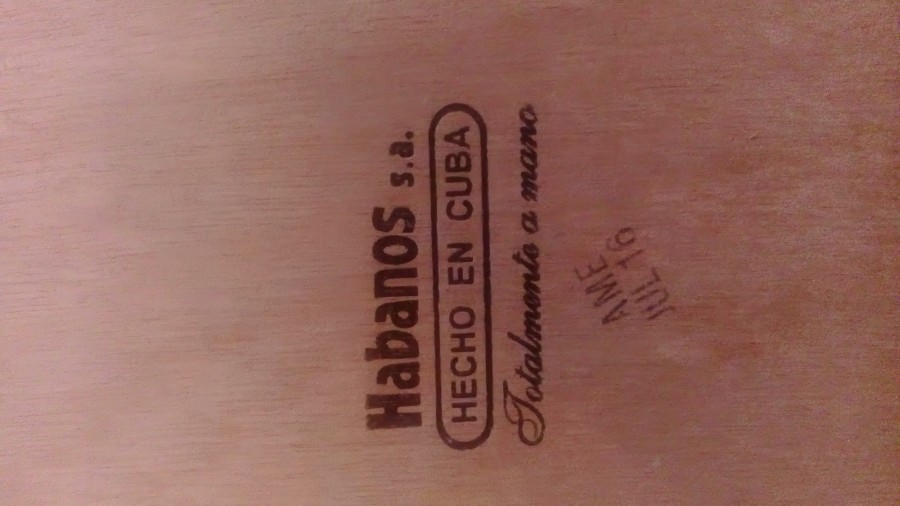 Habanos s.a.
HECHO EN CUBA
Totalmente a mano
AME
JUL 16